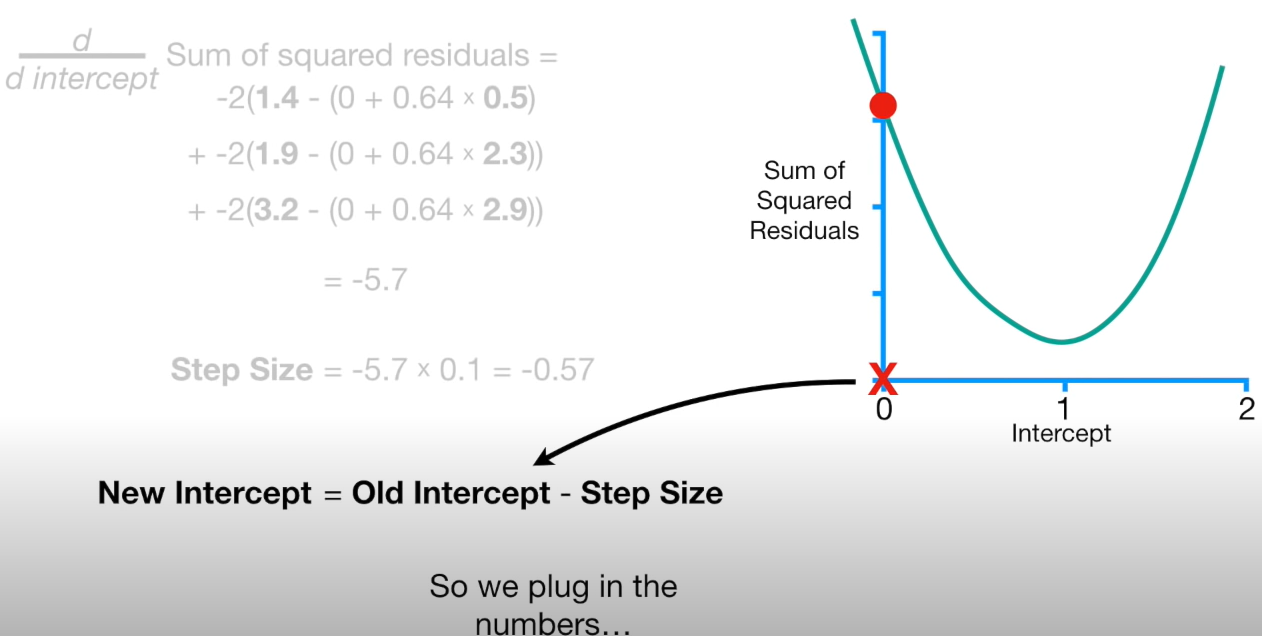 d
d intercept
Sum of squared residuals =
-2(1.4 - (0 + 0.64 × 0.5)
+ -2(1.9 - (0 + 0.64 × 2.3))
+ -2(3.2 - (0 + 0.64 × 2.9))
= -5.7
Step Size = -5.7 × 0.1 = -0.57
New Intercept = Old Intercept - Step Size
So we plug in the
numbers…
Sum of
Squared
Residuals
X
0 1 2
Intercept